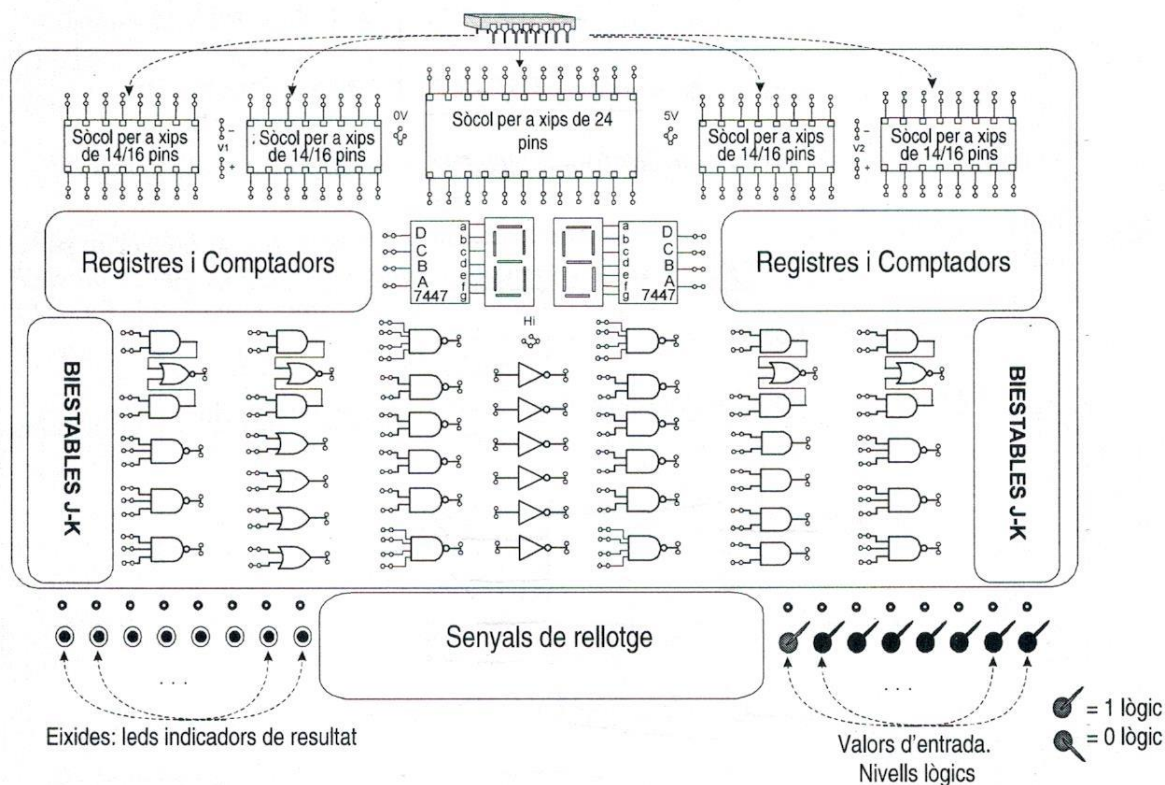 0V
5V
Sòcol per a xips
de 14/16 pins
V1
-
+
; Sòcol per a xips
de 14/16 pins
Sòcol per a xips de 24
pins
Sòcol per a xips
de 14/16 pins
V2
-
+
Sòcol per a xips
de 14/16 pins
Registres i Comptadors
D
C
B
A
7447
a
b
c
d
e
f
g
a
b
c
d
e
f
g
D
C
B
A
7447
Registres i Comptadors
Hi
BIESTABLES J-K
BIESTABLES J-K
Senyals de rellotge
. . .
. . .
Eixides: leds indicadors de resultat
Valors d'entrada.
Nivells lògics
= 1 lògic
= 0 lògic